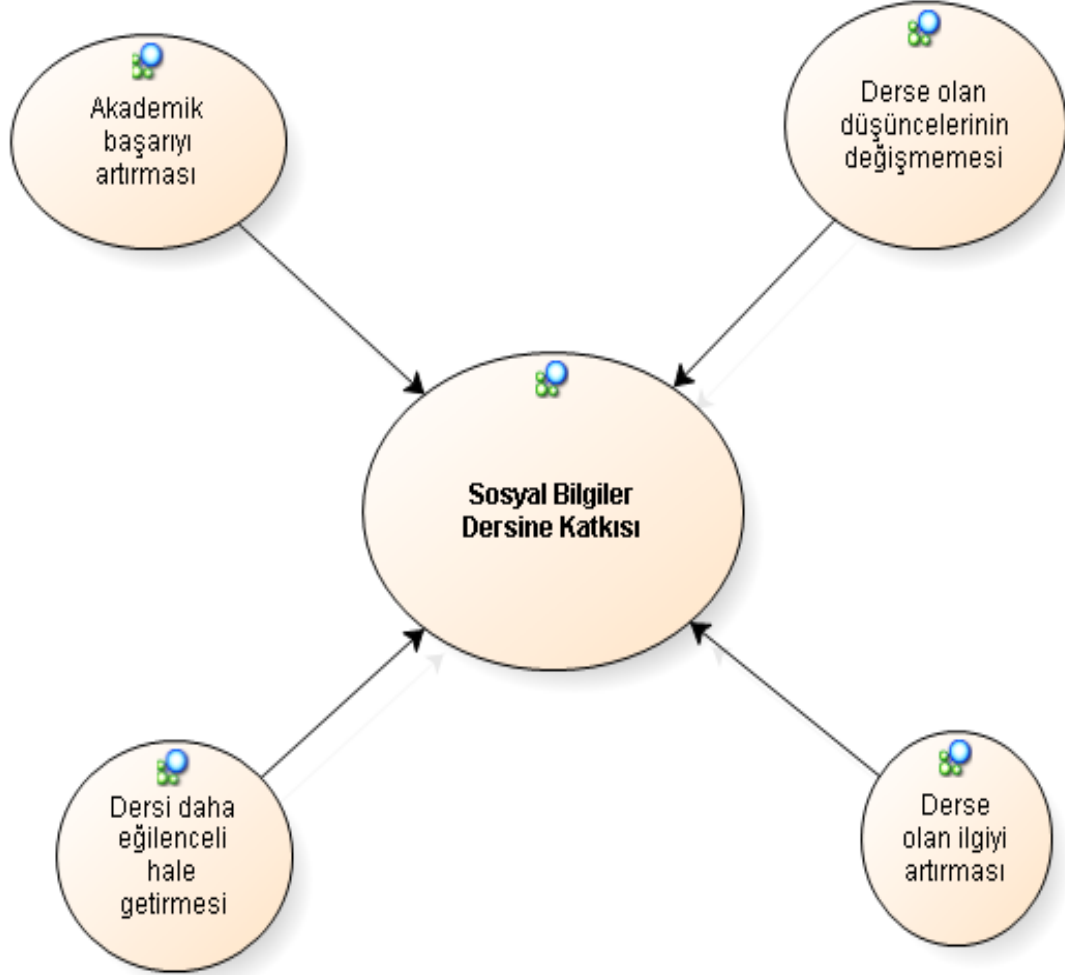 Akademik
başarıyı
artırması
Derse olan
düşüncelerinin
değişmemesi
Sosyal Bilgiler
Dersine Katkısı
Dersi daha
eğilenceli
hale
getirmesi
Derse
olan ilgiyi
artırması